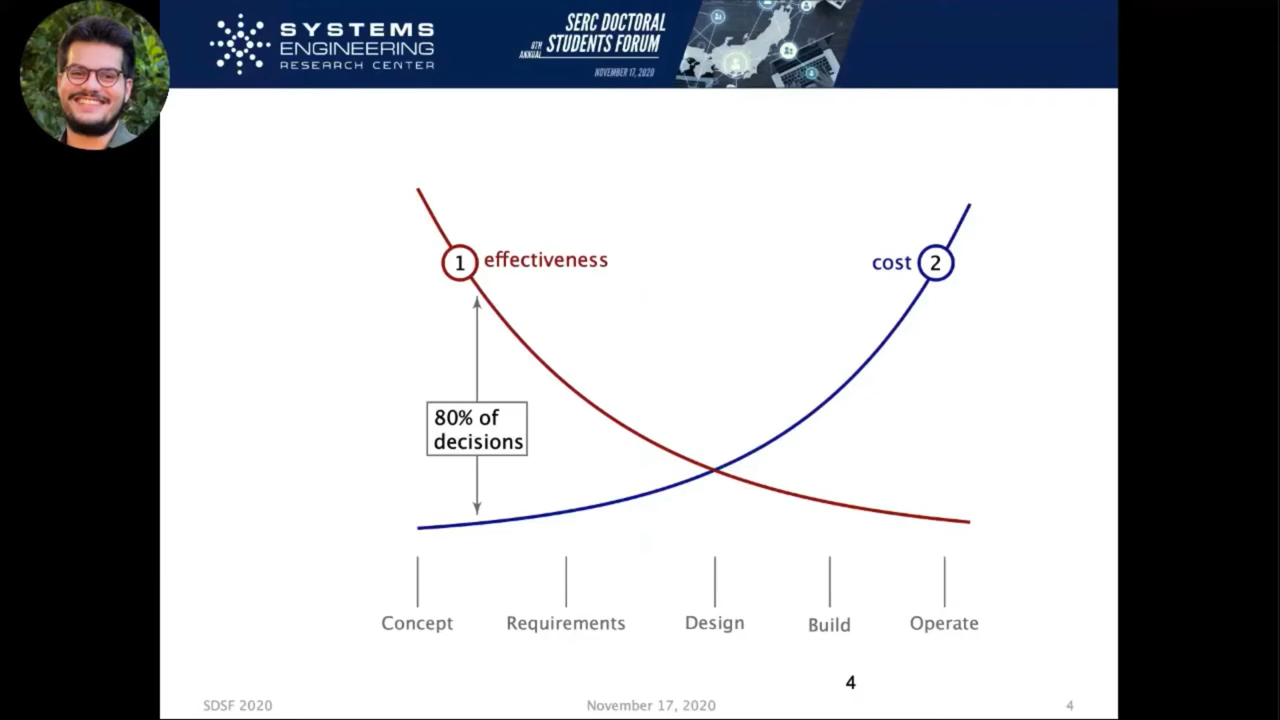 SYSTEMS
ENGINEERING
RESEARCH CENTER
SERC DOCTORAL
8TH ANNUAL STUDENTS FORUM
NOVEMBER 17, 2020
1 effectiveness
cost 2
80% of
decisions
Concept Requirements Design Build Operate
4
SDSF 2020 November 17, 2020 4